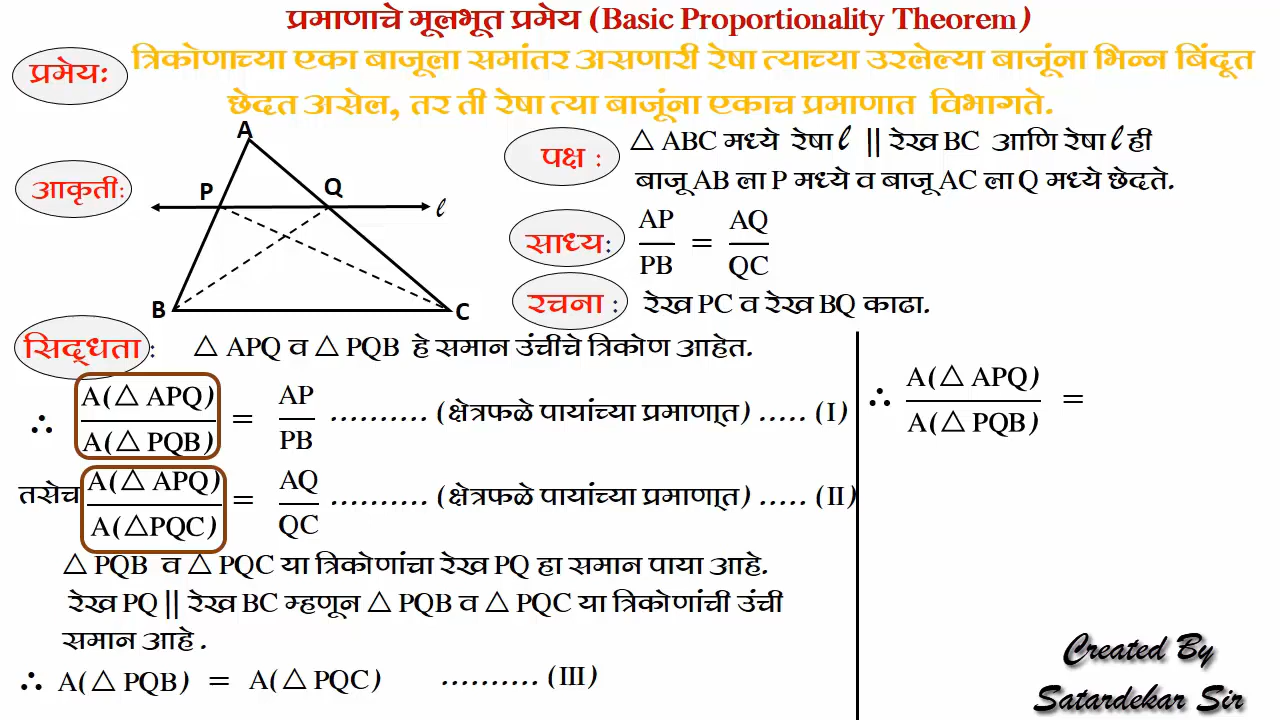 प्रमाणाचे मूलभूत प्रमेय (Basic Proportionality Theorem)
प्रमेय: त्रिकोणाच्या एका बाजूला समांतर असणारी रेषा त्याच्या उरलेल्या बाजूंना भिन्न बिंदूत
छेदत असेल, तर ती रेषा त्या बाजूंना एकाच प्रमाणात विभागते.
आकृती:
A
P
Q
l
B
C
पक्ष : △ ABC मध्ये रेषा l || रेख BC आणि रेषा l ही
बाजू AB ला P मध्ये व बाजू AC ला Q मध्ये छेदते.
साध्य: AP/PB = AQ/QC
रचना : रेख PC व रेख BQ काढा.
सिद्धता : △ APQ व △ PQB हे समान उंचीचे त्रिकोण आहेत.
∴ A(△ APQ)/A(△ PQB) = AP/PB .......... (क्षेत्रफळे पायांच्या प्रमाणात) ..... (I)
तसेच A(△ APQ)/A(△PQC) = AQ/QC .......... (क्षेत्रफळे पायांच्या प्रमाणात) ..... (II)
△ PQB व △ PQC या त्रिकोणांचा रेख PQ हा समान पाया आहे.
रेख PQ || रेख BC म्हणून △ PQB व △ PQC या त्रिकोणांची उंची
समान आहे .
∴ A(△ PQB) = A(△ PQC) .......... (III)
∴ A(△ APQ)/A(△ PQB) =
Created By
Satardekar Sir